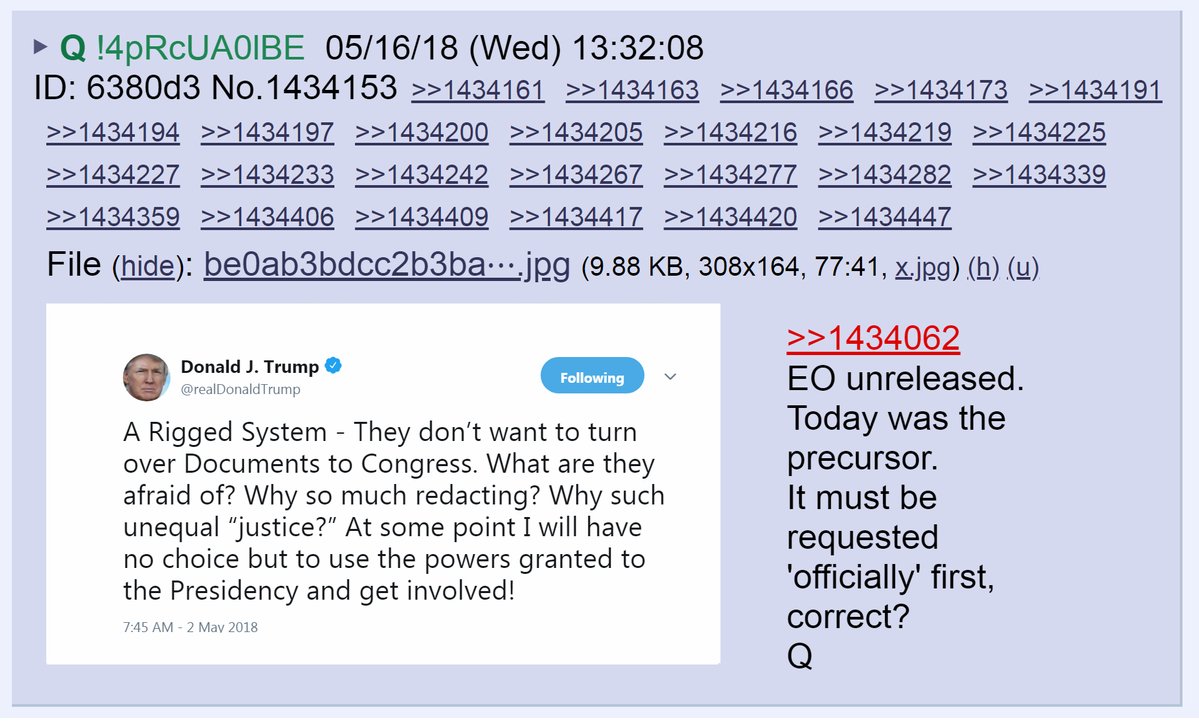 ▶ Q !4pRcUA0lBE 05/16/18 (Wed) 13:32:08
ID: 6380d3 No.1434153 >>1434161 >>1434163 >>1434166 >>1434173 >>1434191
>>1434194 >>1434197 >>1434200 >>1434205 >>1434216 >>1434219 >>1434225
>>1434227 >>1434233 >>1434242 >>1434267 >>1434277 >>1434282 >>1434339
>>1434359 >>1434406 >>1434409 >>1434417 >>1434420 >>1434447
File (hide): be0ab3bdcc2b3ba⋯.jpg (9.88 KB, 308x164, 77:41, x.jpg) (h) (u)
Donald J. Trump
@realDonaldTrump
Following
A Rigged System - They don’t want to turn
over Documents to Congress. What are they
afraid of? Why so much redacting? Why such
unequal “justice?” At some point I will have
no choice but to use the powers granted to
the Presidency and get involved!
7:45 AM - 2 May 2018
>>1434062
EO unreleased.
Today was the
precursor.
It must be
requested
'officially' first,
correct?
Q